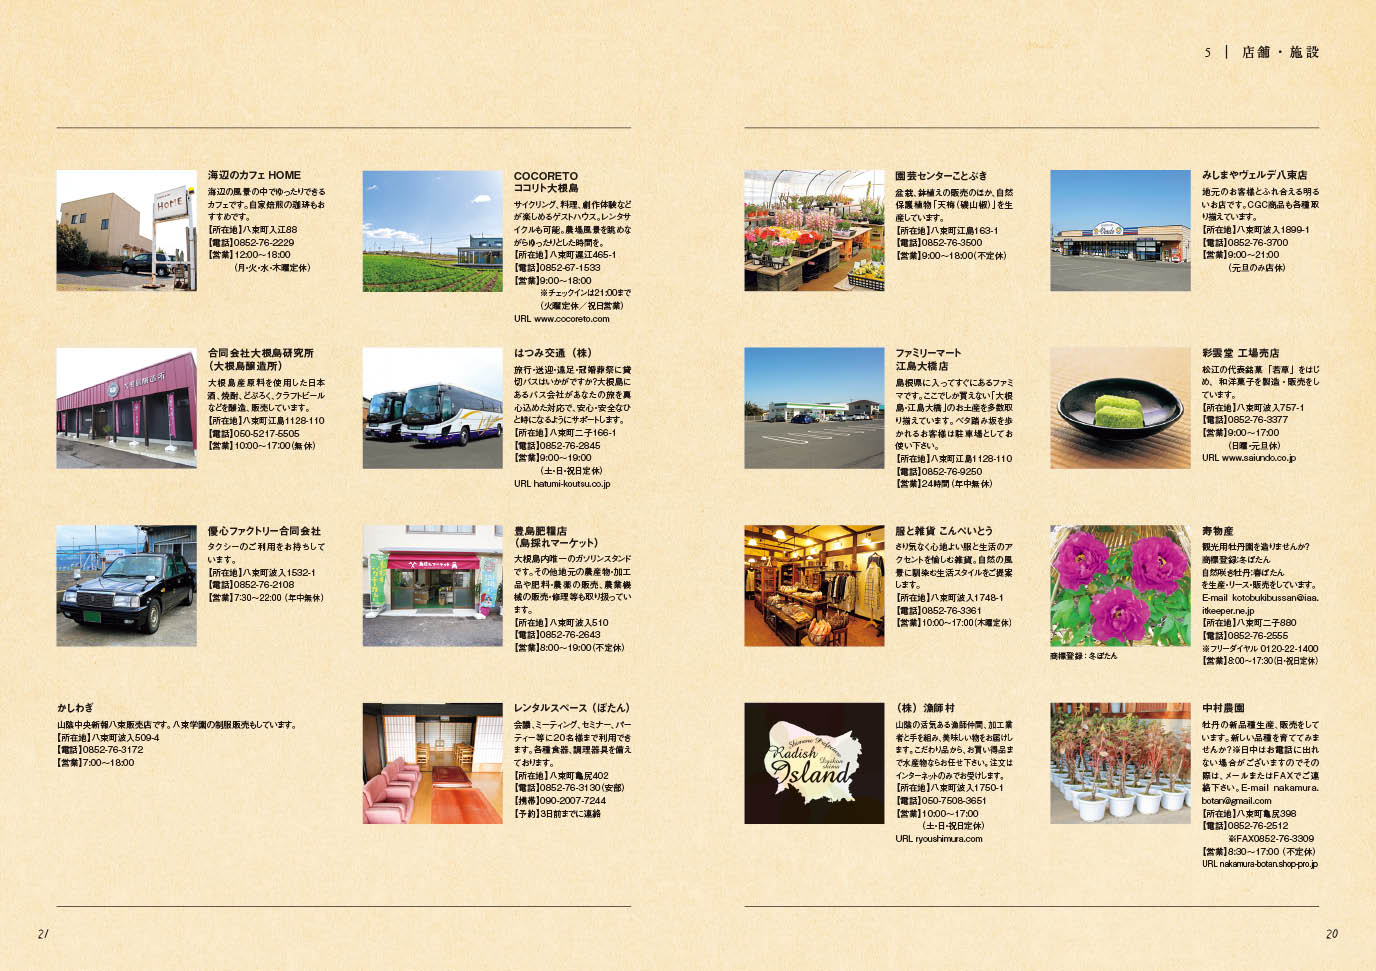 5 | 店舗・施設
園芸センターことぶき
盆栽、鉢植えの販売のほか、自然
保護植物「天梅(磯山椒)」を生
産しています。
【所在地】八束町江島163-1
【電話】0852-76-3500
【営業】9:00〜18:00(不定休)
みしまやヴェルデ八束店
地元のお客様とふれ合える明る
いお店です。CGC商品も各種取
り揃えています。
【所在地】八束町波入1899-1
【電話】0852-76-3700
【営業】9:00〜21:00
(元旦のみ店休)
ファミリーマート
江島大橋店
島根県に入ってすぐにあるファミ
マです。ここでしか買えない「大根
島・江島大橋」のお土産を多数取
り揃えています。ベタ踏み坂を歩
かれるお客様は駐車場としてお
使い下さい。
【所在地】八束町江島1128-110
【電話】0852-76-9250
【営業】24時間(年中無休)
彩雲堂 工場売店
松江の代表銘菓「若草」をはじ
め、和洋菓子を製造・販売をし
ています。
【所在地】八束町波入757-1
【電話】0852-76-3377
【営業】9:00〜17:00
(日曜・元旦休)
URL www.saiundo.co.jp
服と雑貨 こんぺいとう
さり気なく心地よい服と生活のア
クセントを愉しむ雑貨。自然の風
景に馴染む生活スタイルをご提案
します。
【所在地】八束町波入1748-1
【電話】0852-76-3361
【営業】10:00〜17:00(木曜定休)
寿物産
観光用牡丹園を造りませんか?
商標登録:冬ぼたん
自然咲き牡丹:春ぼたん
を生産・リース・販売をしています。
E-mail kotobukibussan@iaa.
itkeeper.ne.jp
【所在地】八束町二子880
【電話】0852-76-2555
※フリーダイヤル 0120-22-1400
【営業】8:00〜17:30(日・祝日定休)
商標登録：冬ぼたん
(株)漁師村
山陰の活気ある漁師仲間、加工業
者と手を組み、美味しい物をお届けし
ます。こだわり品から、お買い得品ま
で水産物ならお任せ下さい。注文は
インターネットのみでお受けします。
【所在地】八束町波入1750-1
【電話】050-7508-3651
【営業】10:00〜17:00
(土・日・祝日定休)
URL ryoushimura.com
Shimane Prefecture
Radish
Daikon
shima
Island
中村農園
牡丹の新品種生産、販売をして
います。新しい品種を育ててみま
せんか?※日中はお電話に出れ
ない場合がございますのでその
際は、メールまたはFAXでご連
絡下さい。E-mail nakamura.
botan@gmail.com
【所在地】八束町亀尻398
【電話】0852-76-2512
※FAX0852-76-3309
【営業】8:30〜17:00(不定休)
URL nakamura-botan.shop-pro.jp
20
海辺のカフェ HOME
海辺の風景の中でゆったりできる
カフェです。自家焙煎の珈琲もお
すすめです。
【所在地】八束町入江88
【電話】0852-76-2229
【営業】12:00〜18:00
(月・火・水・木曜定休)
HOME
COCORETO
ココリト大根島
サイクリング、料理、創作体験など
が楽しめるゲストハウス。レンタサ
イクルも可能。農場風景を眺めな
がらゆったりとした時間を。
【所在地】八束町遅江465-1
【電話】0852-67-1533
【営業】9:00〜18:00
※チェックインは21:00まで
(火曜定休／祝日営業)
URL www.cocoreto.com
合同会社大根島研究所
(大根島醸造所)
大根島産原料を使用した日本
酒、焼酎、どぶろく、クラフトビール
などを醸造、販売しています。
【所在地】八束町江島1128-110
【電話】050-5217-5505
【営業】10:00〜17:00(無休)
大根島醸造所
はつみ交通(株)
旅行・送迎・遠足・冠婚葬祭に貸
切バスはいかがですか?大根島に
あるバス会社があなたの旅を真
心込めた対応で、安心・安全なひ
と時になるようにサポートします。
【所在地】八束町二子166-1
【電話】0852-76-2845
【営業】9:00〜19:00
(土・日・祝日定休)
URL hatumi-koutsu.co.jp
優心ファクトリー合同会社
タクシーのご利用をお待ちして
います。
【所在地】八束町波入1532-1
【電話】0852-76-2108
【営業】7:30〜22:00(年中無休)
豊島肥糧店
(島採れマーケット)
大根島内唯一のガソリンスタンド
です。その他地元の農産物・加工
品や肥料・農薬の販売、農業機
械の販売・修理等も取り扱ってい
ます。
【所在地】八束町波入510
【電話】0852-76-2643
【営業】8:00〜19:00(不定休)
島採れマーケット
かしわぎ
山陰中央新報八束販売店です。八束学園の制服販売もしています。
【所在地】八束町波入509-4
【電話】0852-76-3172
【営業】7:00〜18:00
レンタルスペース(ぼたん)
会議、ミーティング、セミナー、パー
ティー等に20名様まで利用でき
ます。各種食器、調理器具を備え
ております。
【所在地】八束町亀尻402
【電話】0852-76-3130(安部)
【携帯】090-2007-7244
【予約】3日前までに連絡
21